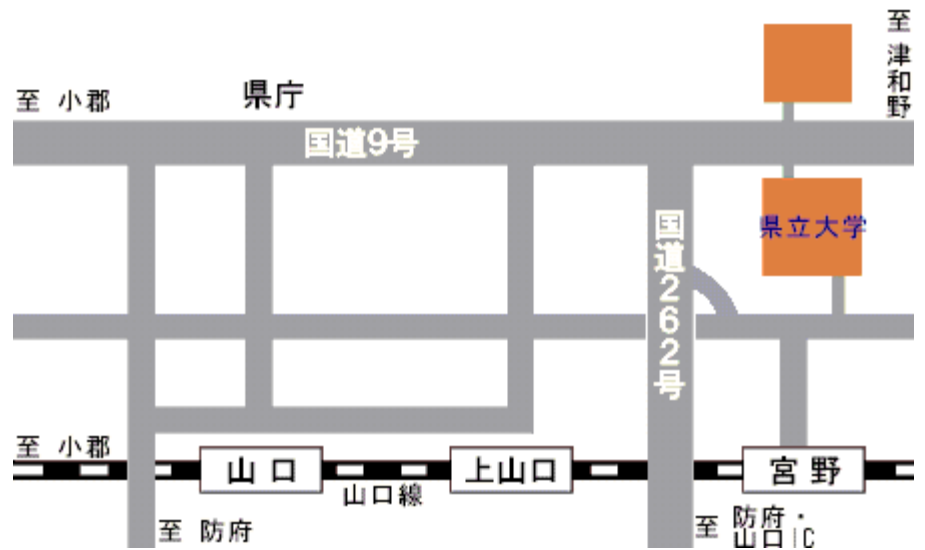 至 津和野
至 小郡
県庁
国道9号
県立大学
国道262号
至 小郡
山口
上山口
宮野
山口線
至 防府
至 防府・
山口IC